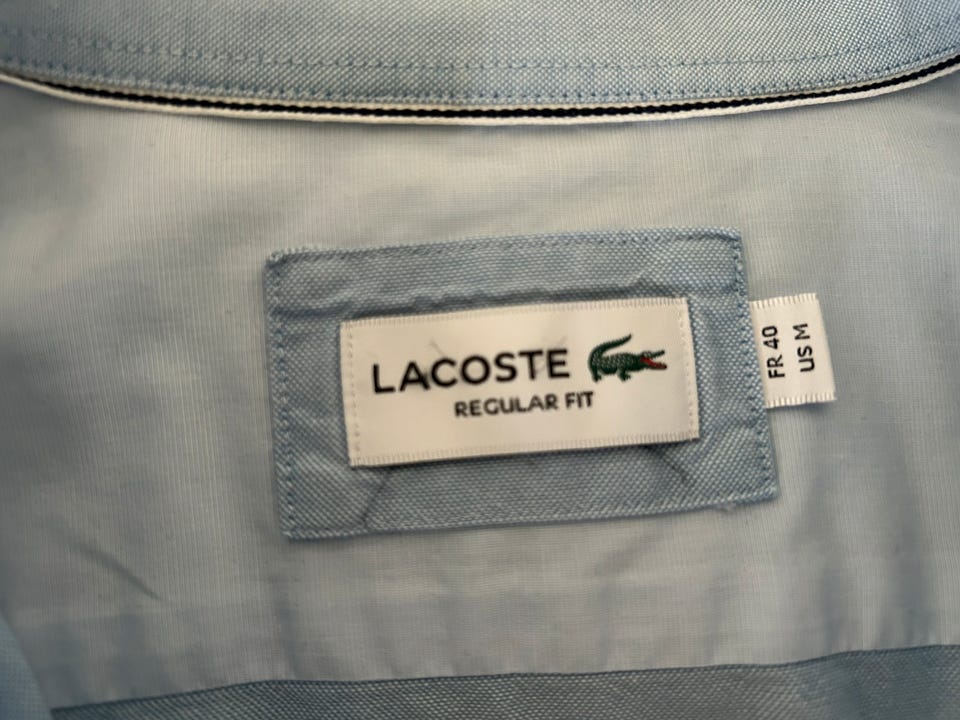 LACOSTE
REGULAR FIT
FR 40
US M